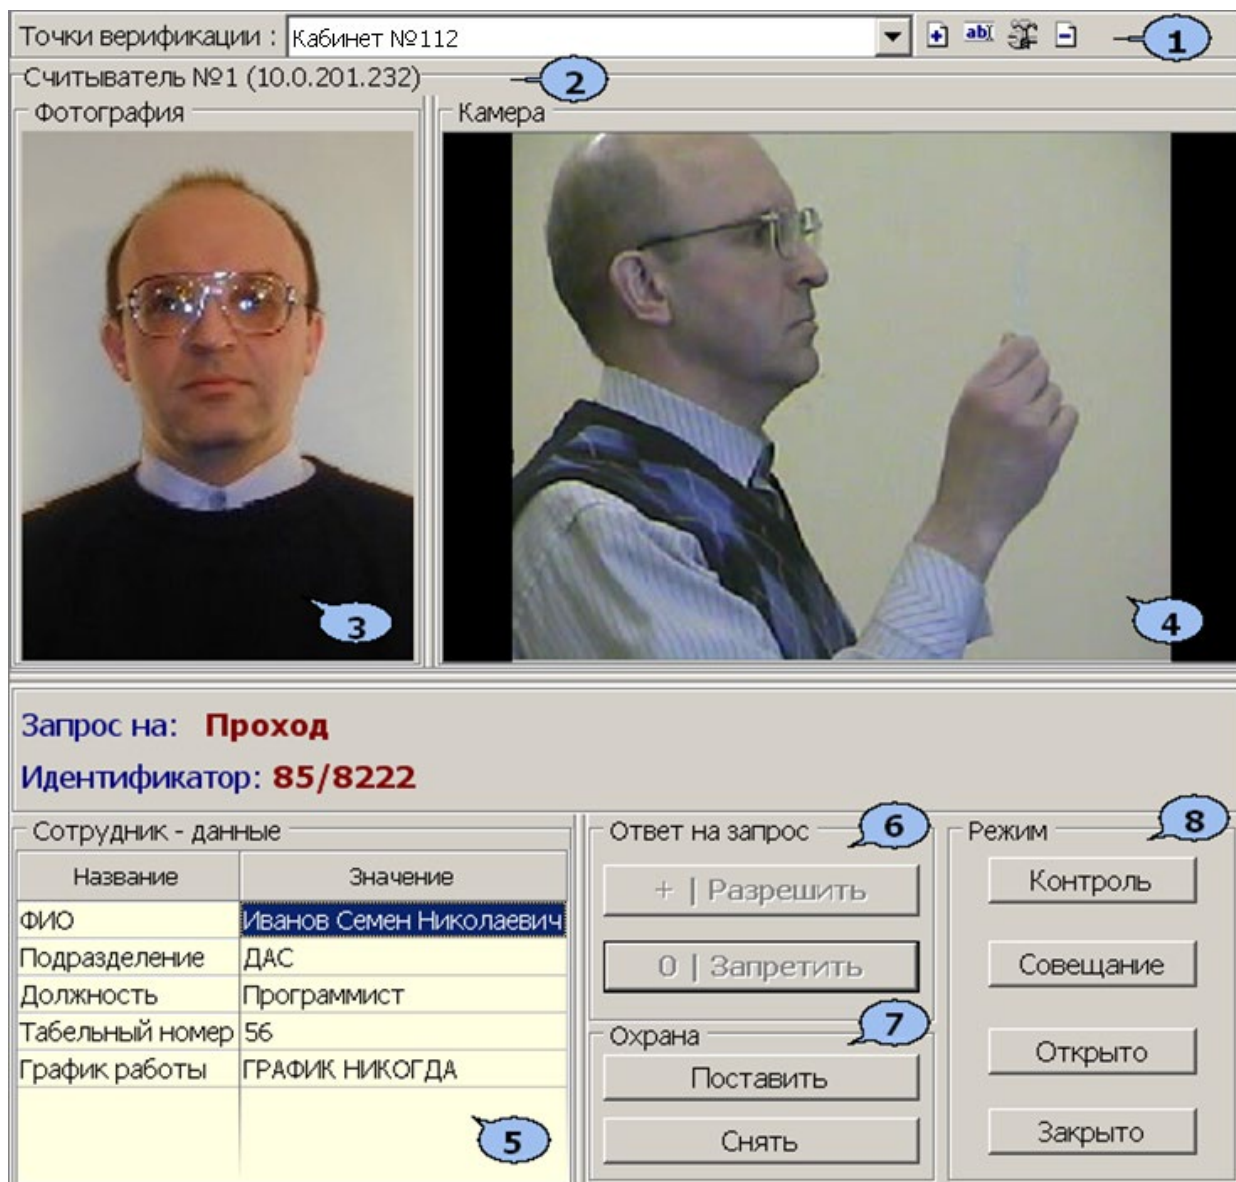 Точки верификации : Кабинет №112
1
Считыватель №1 (10.0.201.232)
2
Фотография
Камера
3
4
Запрос на: Проход
Идентификатор: 85/8222
Сотрудник - данные
Название Значение
ФИО Иванов Семен Николаевич
Подразделение ДАС
Должность Программист
Табельный номер 56
График работы ГРАФИК НИКОГДА
5
Ответ на запрос
6
+ | Разрешить
0 | Запретить
Охрана
7
Поставить
Снять
Режим
8
Контроль
Совещание
Открыто
Закрыто